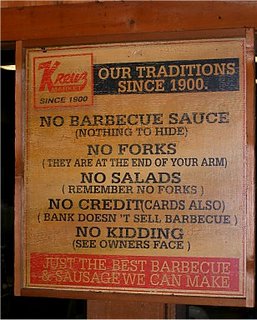 Kreuz
MARKET
SINCE 1900
OUR TRADITIONS
SINCE 1900.
NO BARBECUE SAUCE
(NOTHING TO HIDE)
NO FORKS
( THEY ARE AT THE END OF YOUR ARM)
NO SALADS
( REMEMBER NO FORKS )
NO CREDIT(CARDS ALSO)
( BANK DOESN 'T SELL BARBECUE )
NO KIDDING
(SEE OWNERS FACE )
JUST THE BEST BARBECUE
& SAUSAGE WE CAN MAKE